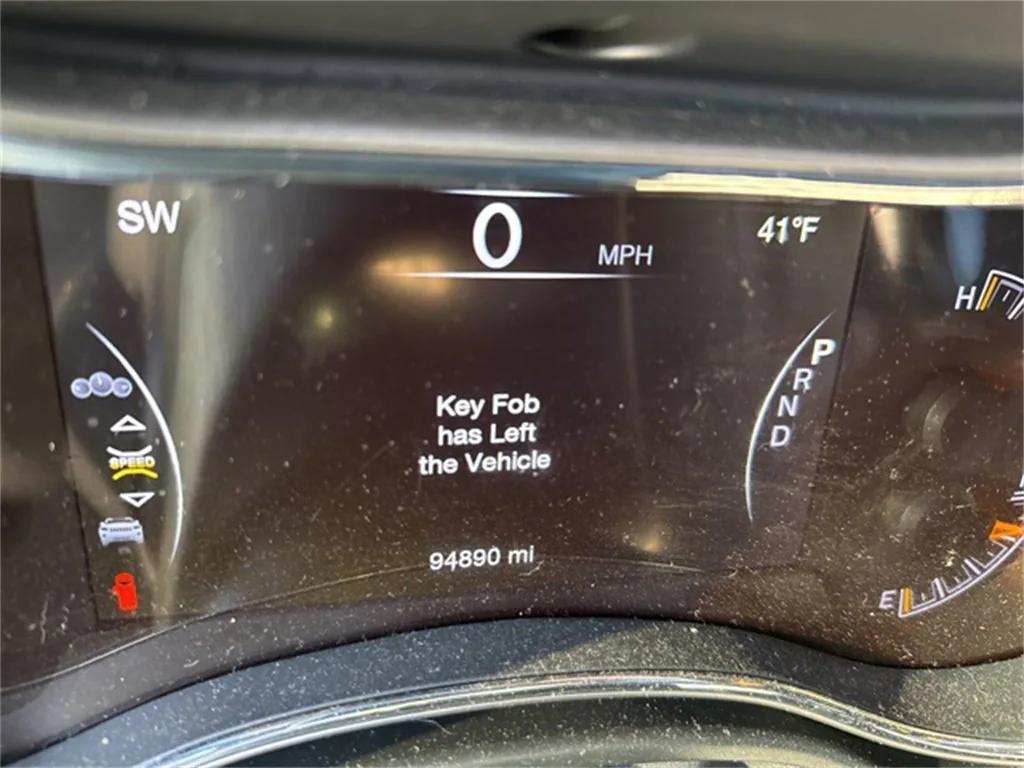 SW
0 MPH
41°F
H
P
R
N
D
SPEED
Key Fob
has Left
the Vehicle
94890 mi
E